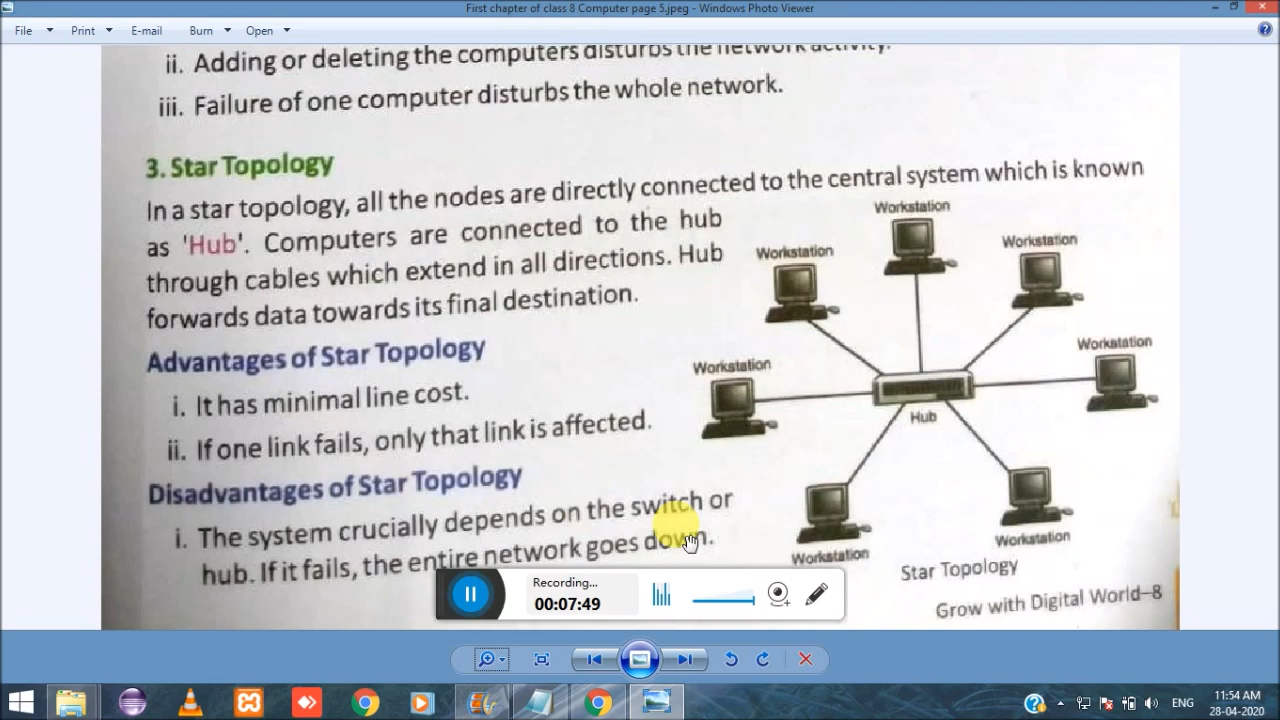 First chapter of class 8 Computer page 5.jpeg - Windows Photo Viewer
File Print E-mail Burn Open
ii. Adding or deleting the computers disturbs the network activity.
iii. Failure of one computer disturbs the whole network.
3. Star Topology
In a star topology, all the nodes are directly connected to the central system which is known
as 'Hub'. Computers are connected to the hub
through cables which extend in all directions. Hub
forwards data towards its final destination.
Advantages of Star Topology
i. It has minimal line cost.
ii. If one link fails, only that link is affected.
Disadvantages of Star Topology
i. The system crucially depends on the switch or
hub. If it fails, the entire network goes down.
Workstation
Workstation
Workstation
Workstation
Workstation
Hub
Workstation
Workstation
Star Topology
Grow with Digital World–8
Recording...
00:07:49
ENG
11:54 AM
28-04-2020